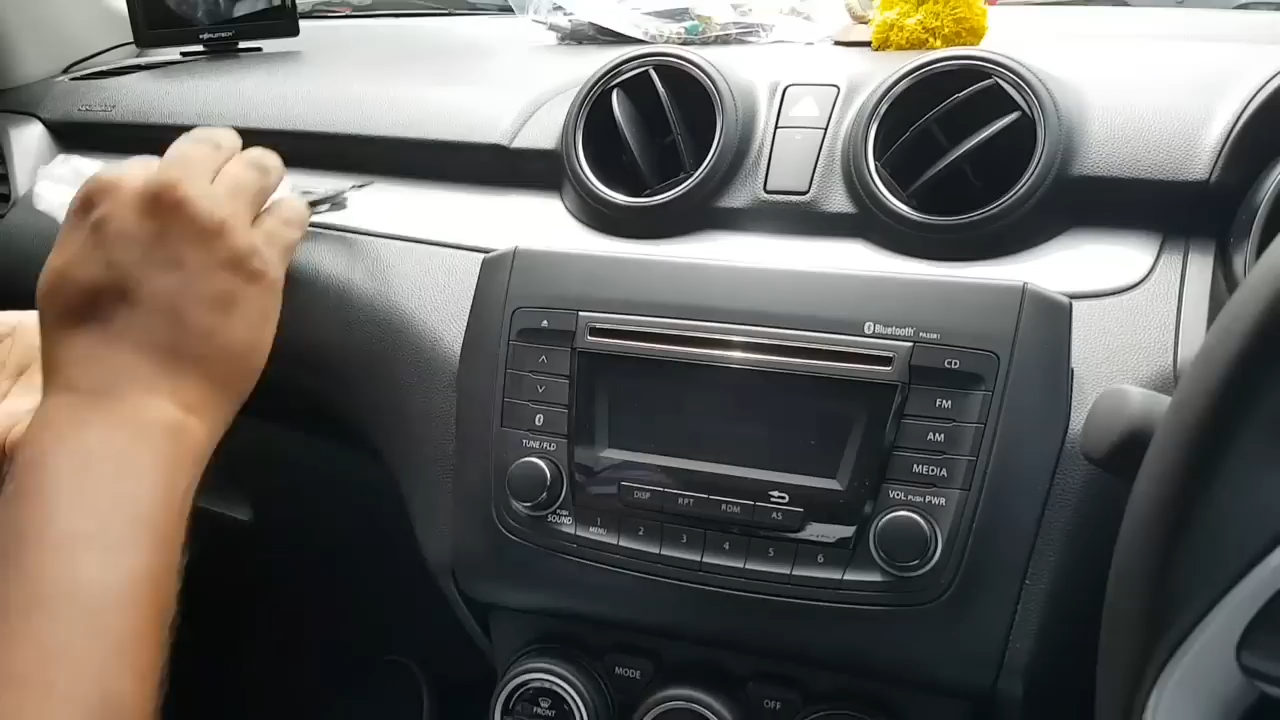 Bluetooth
CD
FM
AM
MEDIA
VOL PUSH PWR
TUNE/FLD
PUSH
SOUND
DISP
RPT
RDM
AS
1
MENU
2
3
4
5
6
MODE
OFF
FRONT